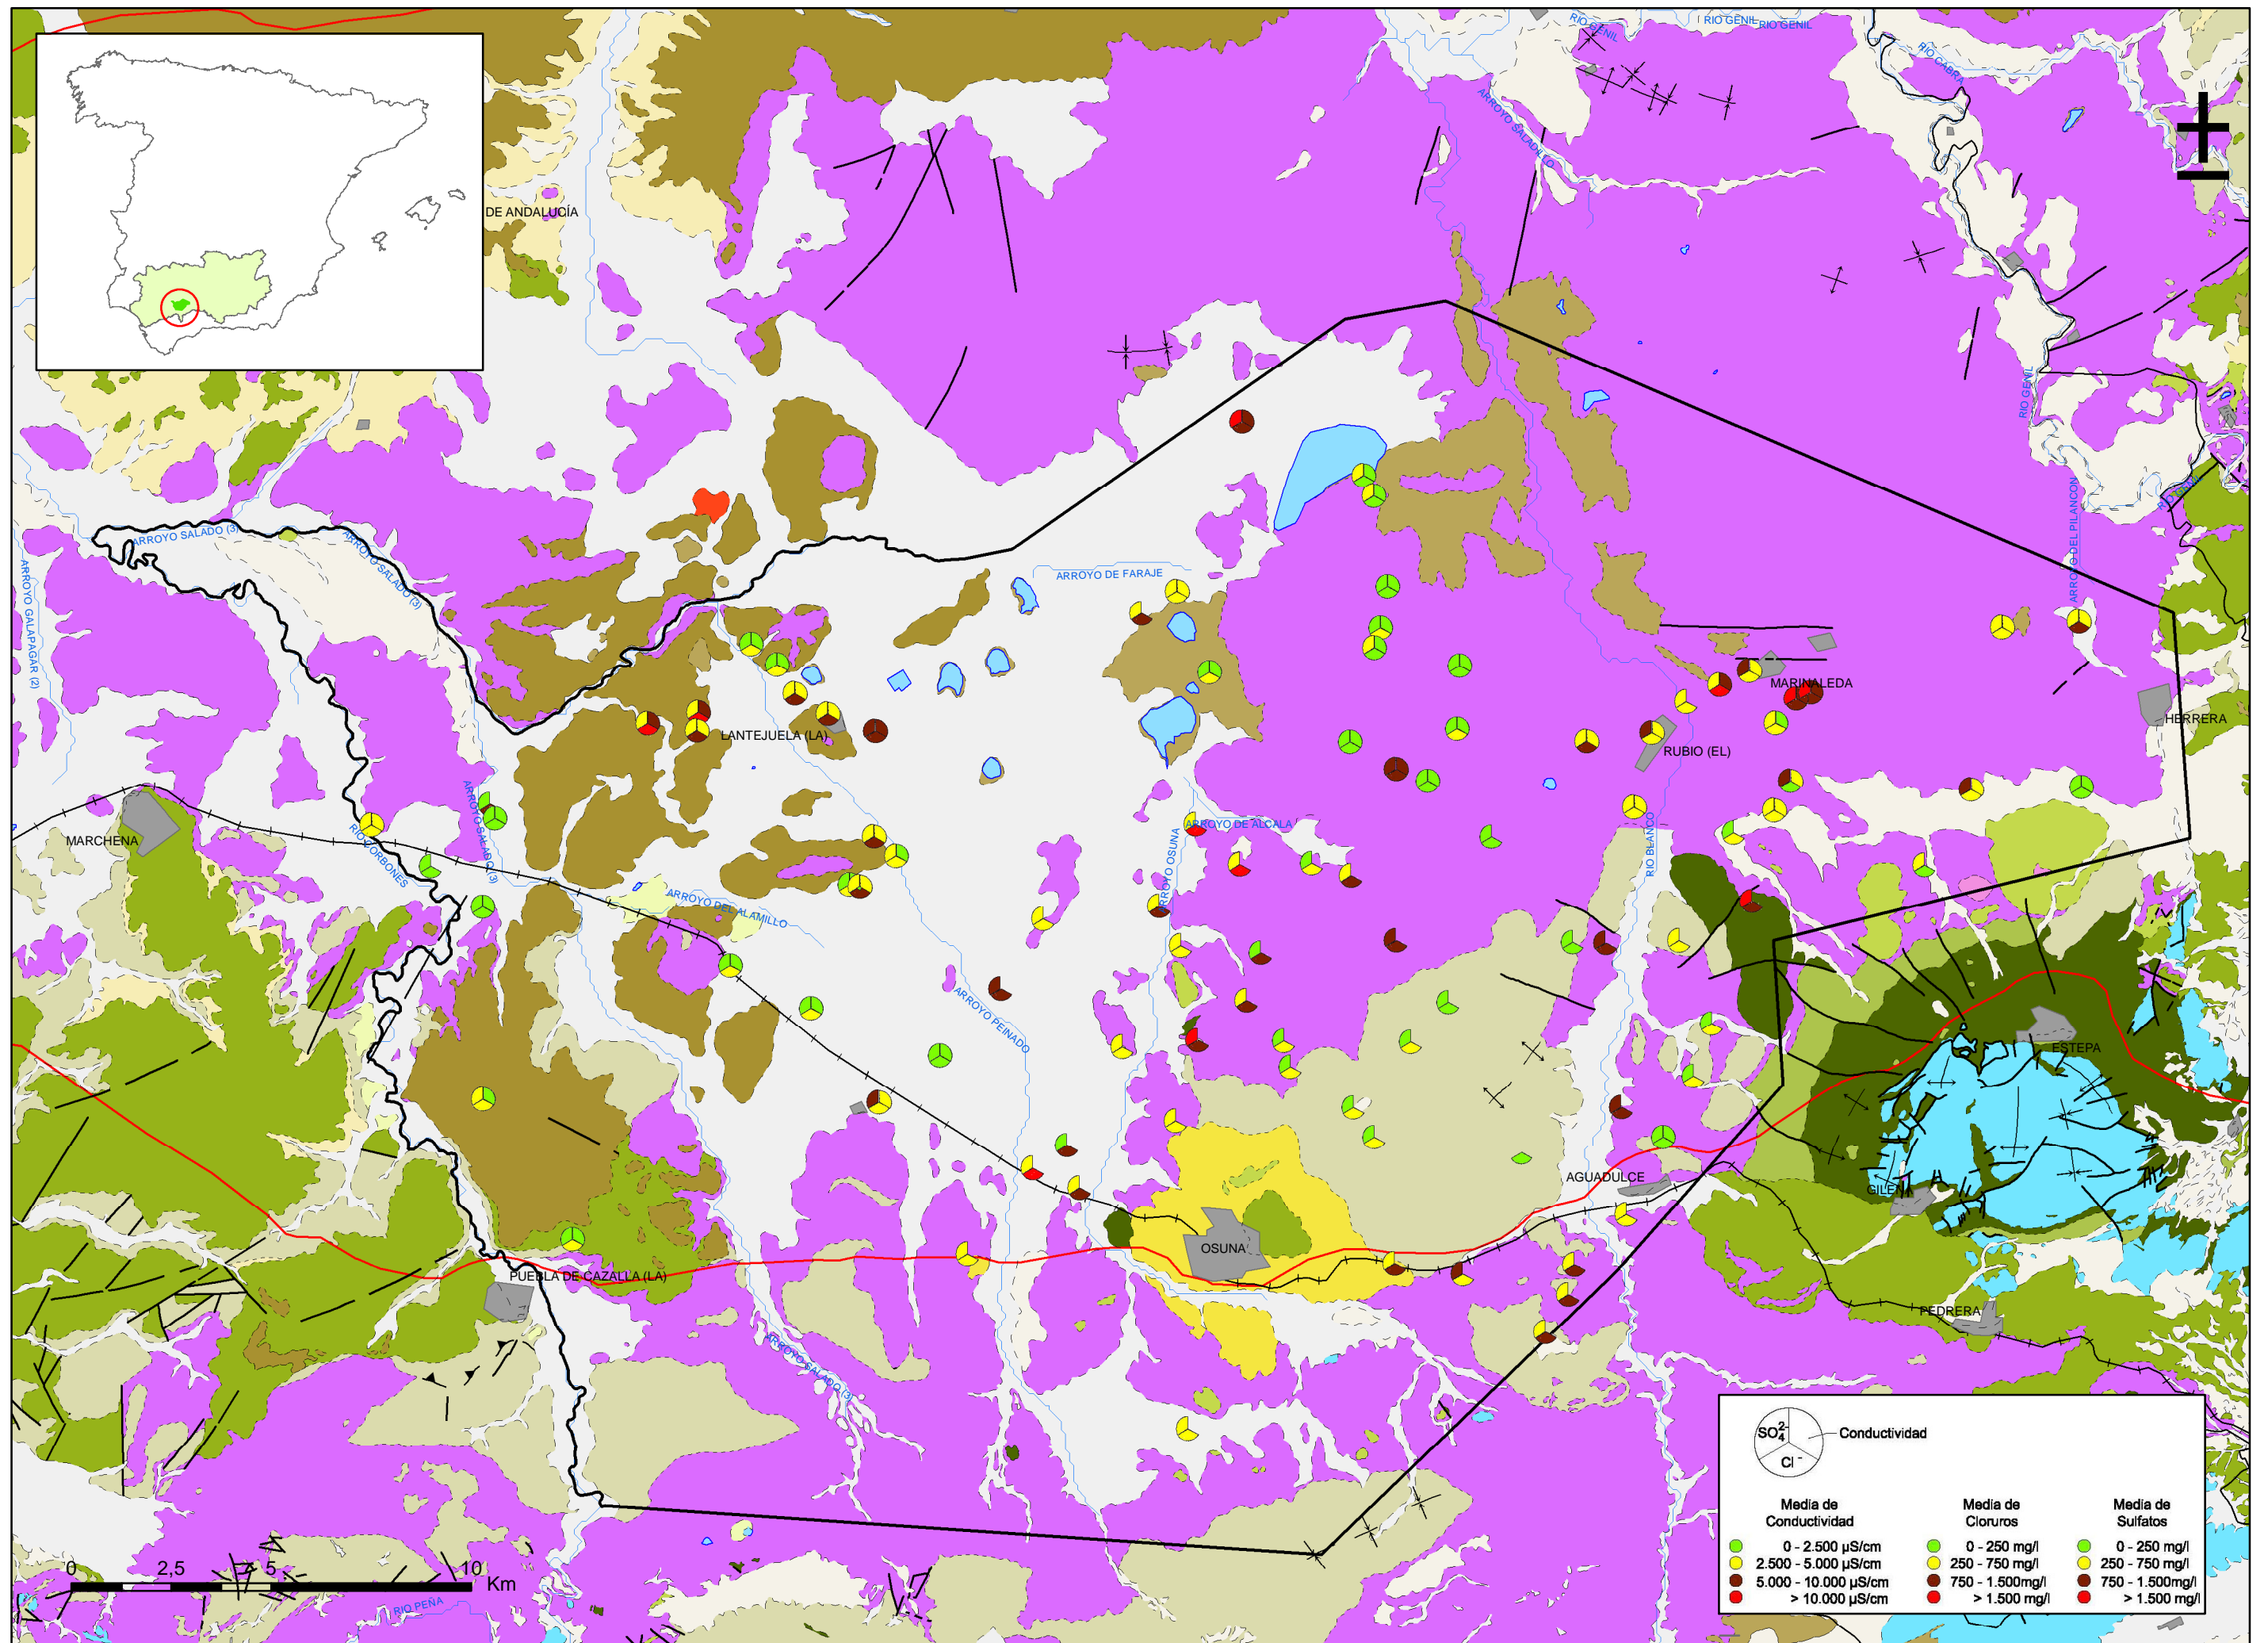 RIO GENIL
RIO GENIL
RIO GENIL
RIO CABRA
ARROYO SALADILLO
DE ANDALUCÍA
RIO GENIL
RIO GENIL
ARROYO DEL PILANCON
ARROYO SALADO (3)
ARROYO SALADO (3)
ARROYO GALAPAGAR (2)
ARROYO DE FARAJE
MARINALEDA
HERRERA
LANTEJUELA (LA)
RUBIO (EL)
MARCHENA
RIO CORBONES
ARROYO SALADO (3)
ARROYO DE ALCALA
ARROYO OSUNA
RIO BLANCO
ARROYO DEL ALAMILLO
ARROYO PEINADO
ESTEPA
AGUADULCE
GILENA
OSUNA
PUEBLA DE CAZALLA (LA)
PEDRERA
ARROYO SALADO (3)
RIO PEÑA
0 2,5 5 10
Km
SO₄²⁻
Conductividad
Cl⁻
Media de Conductividad
0 - 2.500 µS/cm
2.500 - 5.000 µS/cm
5.000 - 10.000 µS/cm
> 10.000 µS/cm
Media de Cloruros
0 - 250 mg/l
250 - 750 mg/l
750 - 1.500mg/l
> 1.500 mg/l
Media de Sulfatos
0 - 250 mg/l
250 - 750 mg/l
750 - 1.500mg/l
> 1.500 mg/l